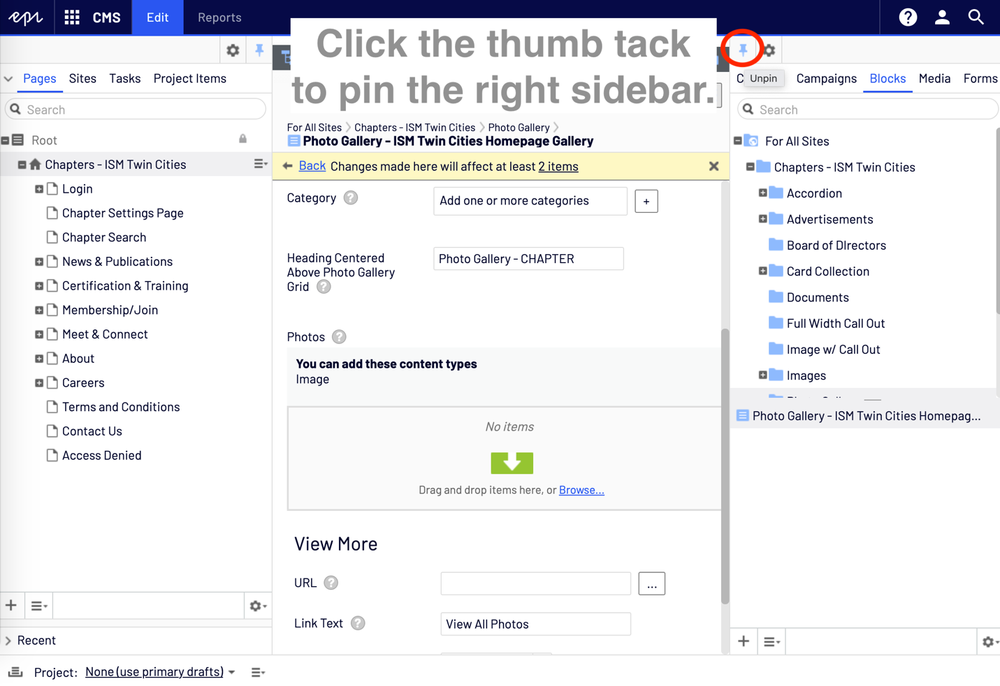 epi
CMS
Edit
Reports
Click the thumb tack
to pin the right sidebar.
Pages
Sites
Tasks
Project Items
Search
Root
Chapters - ISM Twin Cities
Login
Chapter Settings Page
Chapter Search
News & Publications
Certification & Training
Membership/Join
Meet & Connect
About
Careers
Terms and Conditions
Contact Us
Access Denied
Recent
Project: None (use primary drafts)
For All Sites > Chapters - ISM Twin Cities > Photo Gallery >
Photo Gallery - ISM Twin Cities Homepage Gallery
Back Changes made here will affect at least 2 items
Category ?
Add one or more categories
+
Heading Centered
Above Photo Gallery
Grid ?
Photo Gallery - CHAPTER
Photos ?
You can add these content types
Image
No items
Drag and drop items here, or Browse...
View More
URL ?
...
Link Text ?
View All Photos
C
Unpin
Campaigns
Blocks
Media
Forms
Search
For All Sites
Chapters - ISM Twin Cities
Accordion
Advertisements
Board of DIrectors
Card Collection
Documents
Full Width Call Out
Image w/ Call Out
Images
Photo Gallery - ISM Twin Cities Homepag...